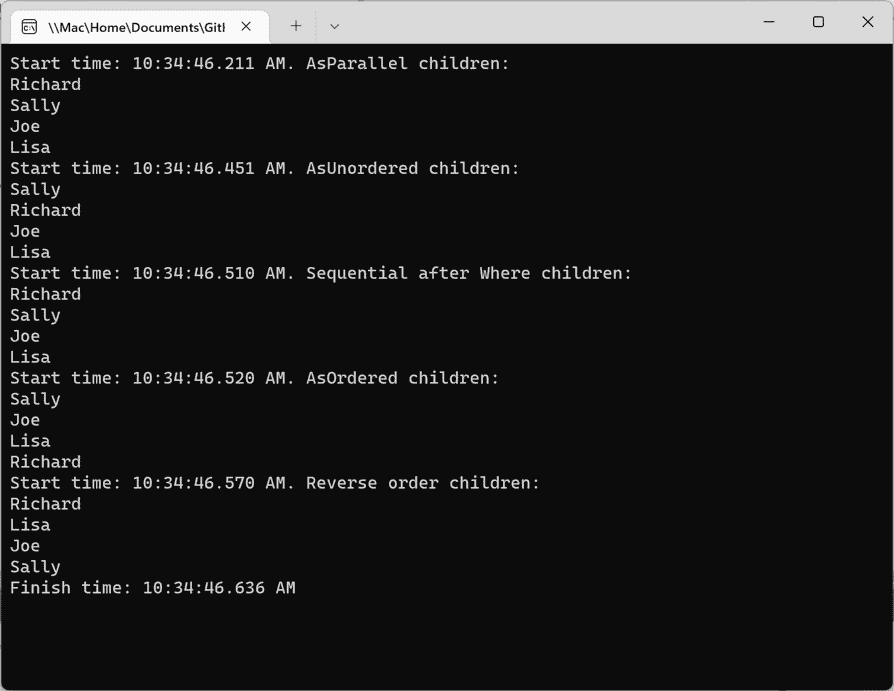 \\Mac\Home\Documents\Gitl
Start time: 10:34:46.211 AM. AsParallel children:
Richard
Sally
Joe
Lisa
Start time: 10:34:46.451 AM. AsUnordered children:
Sally
Richard
Joe
Lisa
Start time: 10:34:46.510 AM. Sequential after Where children:
Richard
Sally
Joe
Lisa
Start time: 10:34:46.520 AM. AsOrdered children:
Sally
Joe
Lisa
Richard
Start time: 10:34:46.570 AM. Reverse order children:
Richard
Lisa
Joe
Sally
Finish time: 10:34:46.636 AM